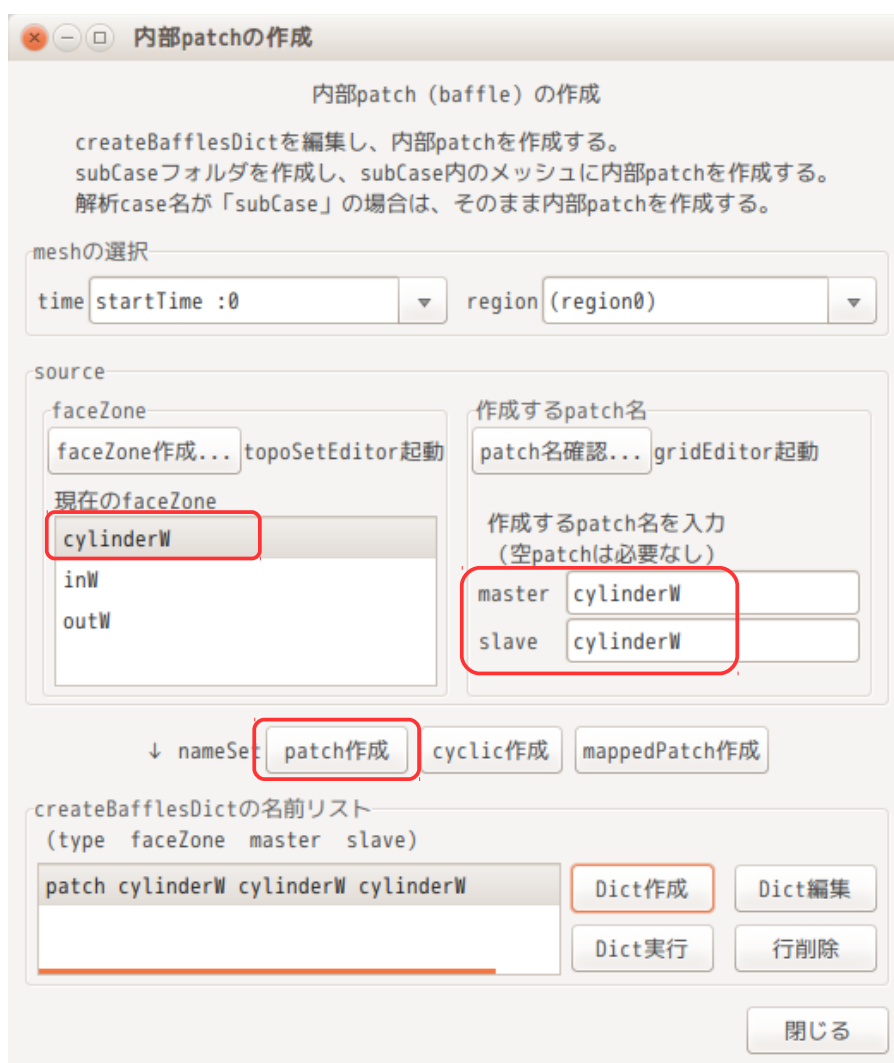 内部patchの作成
内部patch (baffle) の作成
createBafflesDictを編集し、内部patchを作成する。
subCaseフォルダを作成し、subCase内のメッシュに内部patchを作成する。
解析case名が「subCase」の場合は、そのまま内部patchを作成する。
meshの選択
time startTime :0 region (region0)
source
faceZone
faceZone作成... topoSetEditor起動
現在のfaceZone
cylinderW
inW
outW
作成するpatch名
patch名確認... gridEditor起動
作成するpatch名を入力
(空patchは必要なし)
master cylinderW
slave cylinderW
↓ nameSet patch作成 cyclic作成 mappedPatch作成
createBafflesDictの名前リスト
(type faceZone master slave)
patch cylinderW cylinderW cylinderW
Dict作成 Dict編集
Dict実行 行削除
閉じる